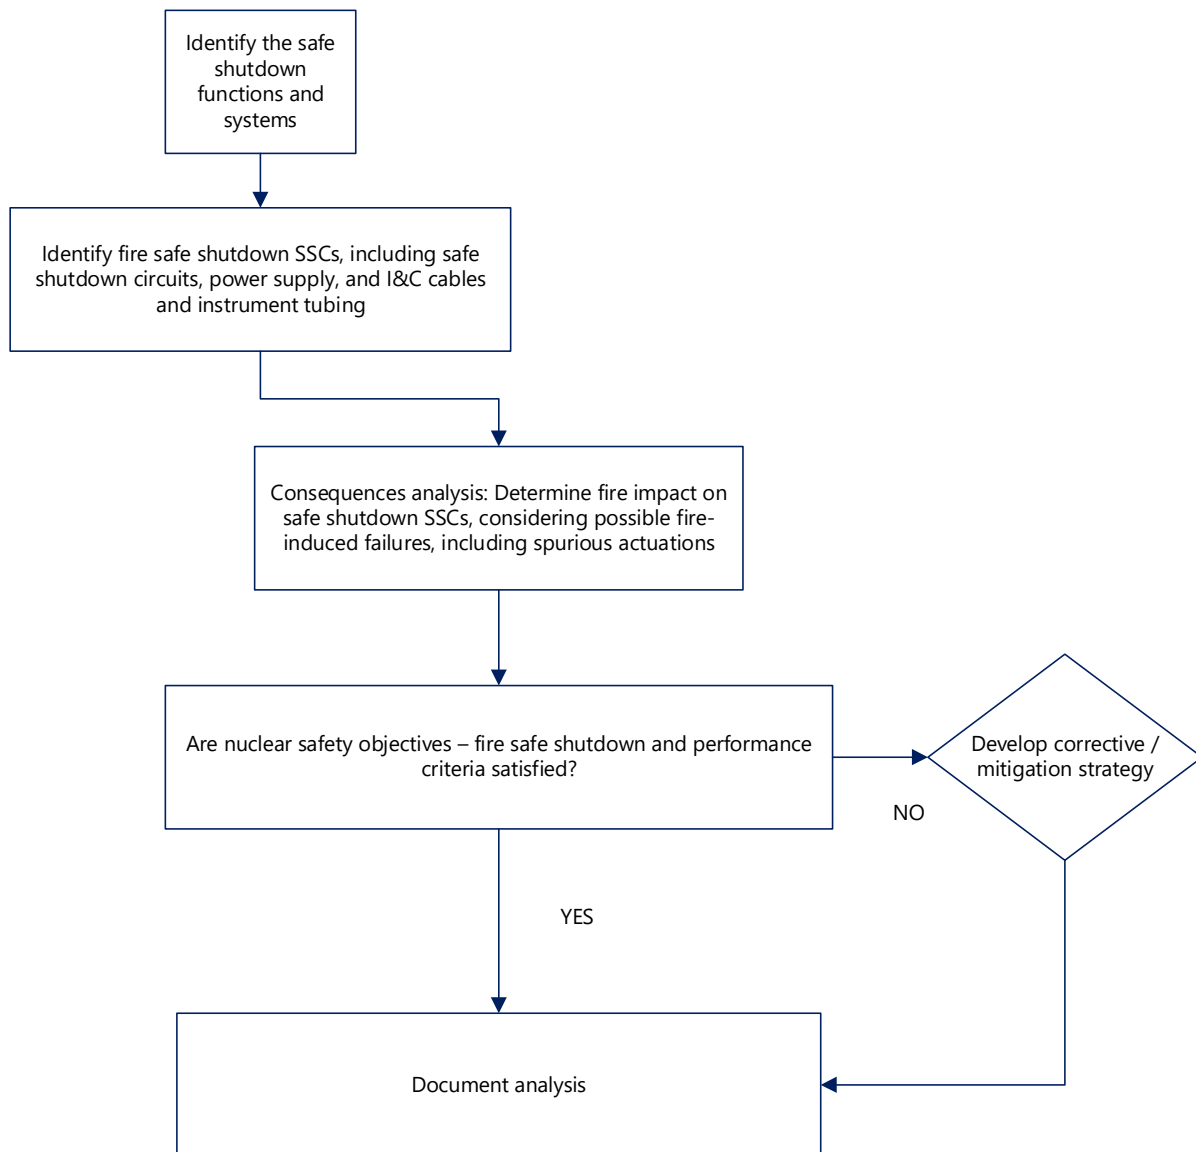 Identify the safe
shutdown
functions and
systems
Identify fire safe shutdown SSCs, including safe
shutdown circuits, power supply, and I&C cables
and instrument tubing
Consequences analysis: Determine fire impact on
safe shutdown SSCs, considering possible fire-
induced failures, including spurious actuations
Are nuclear safety objectives – fire safe shutdown and performance
criteria satisfied?
Develop corrective /
mitigation strategy
NO
YES
Document analysis